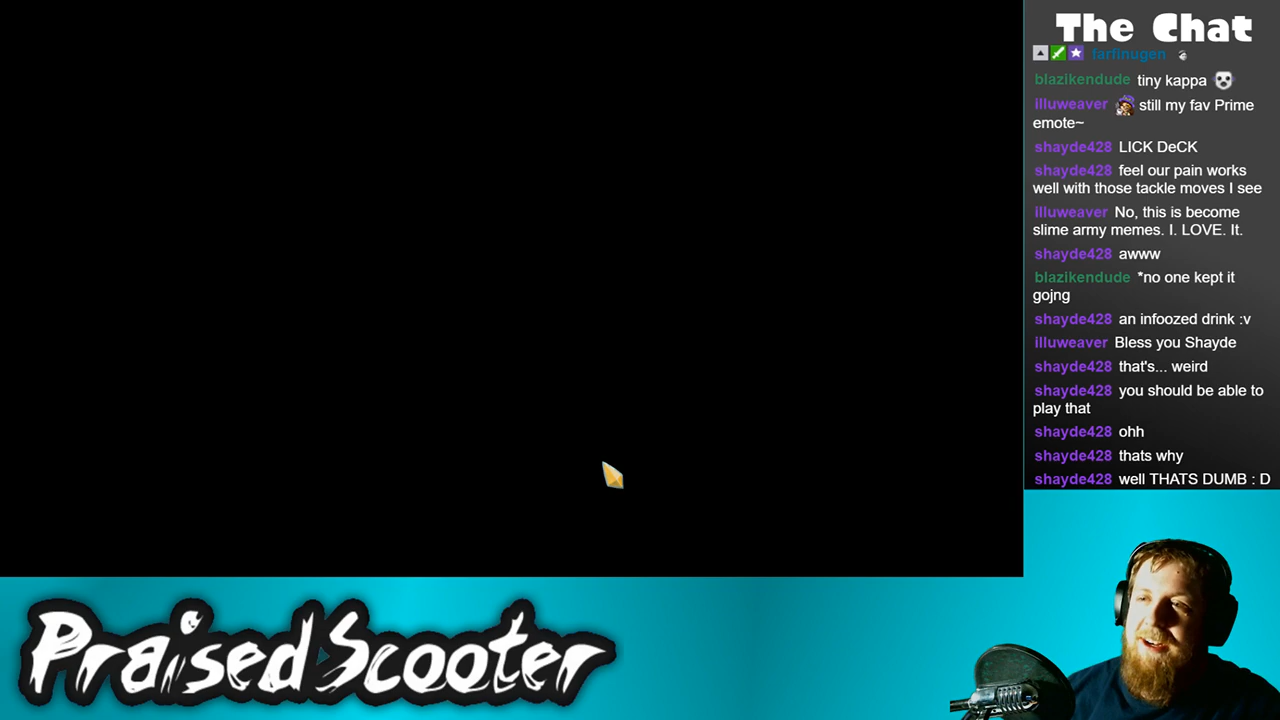 The Chat
farfinugen
blazikendude tiny kappa
illuweaver still my fav Prime
emote~
shayde428 LICK DeCK
shayde428 feel our pain works
well with those tackle moves I see
illuweaver No, this is become
slime army memes. I. LOVE. It.
shayde428 awww
blazikendude *no one kept it
gojng
shayde428 an infoozed drink :v
illuweaver Bless you Shayde
shayde428 that's... weird
shayde428 you should be able to
play that
shayde428 ohh
shayde428 thats why
shayde428 well THATS DUMB : D
PraisedScooter